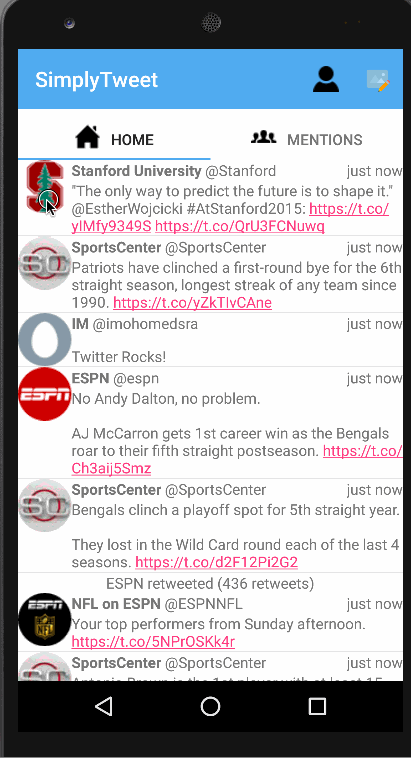 SimplyTweet
HOME
MENTIONS
Stanford University @Stanford just now
"The only way to predict the future is to shape it."
@EstherWojcicki #AtStanford2015: https://t.co/
yIMfy9349S https://t.co/QrU3FCNuwq
SportsCenter @SportsCenter just now
Patriots have clinched a first-round bye for the 6th
straight season, longest streak of any team since
1990. https://t.co/yZkTlvCAne
IM @imohomedsra just now
Twitter Rocks!
ESPN @espn just now
No Andy Dalton, no problem.
AJ McCarron gets 1st career win as the Bengals
roar to their fifth straight postseason. https://t.co/
Ch3aij5Smz
SportsCenter @SportsCenter just now
Bengals clinch a playoff spot for 5th straight year.
They lost in the Wild Card round each of the last 4
seasons. https://t.co/d2F12Pi2G2
ESPN retweeted (436 retweets)
NFL on ESPN @ESPNNFL just now
Your top performers from Sunday afternoon.
https://t.co/5NPrOSKk4r
SportsCenter @SportsCenter just now